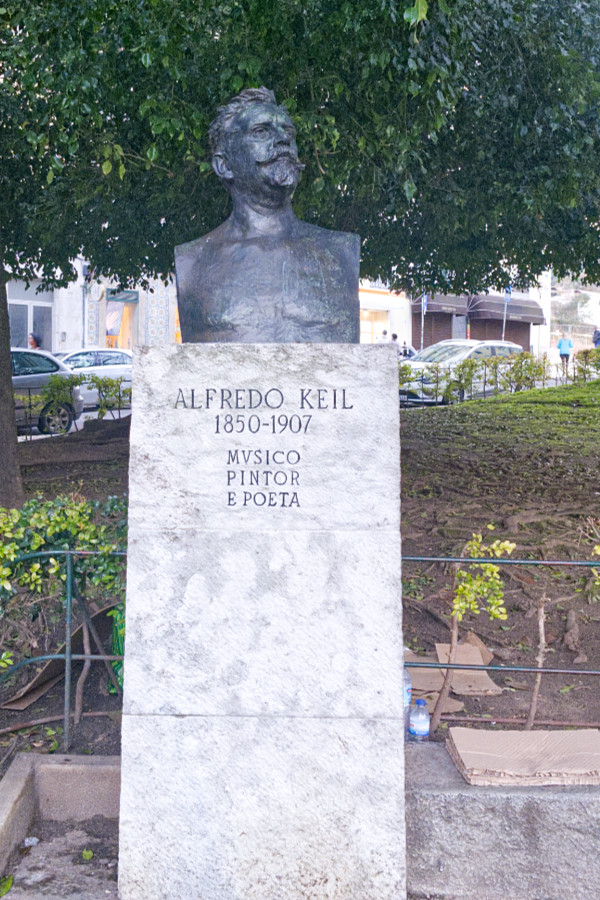 ALFREDO KEIL
1850-1907
MVSICO
PINTOR
E POETA